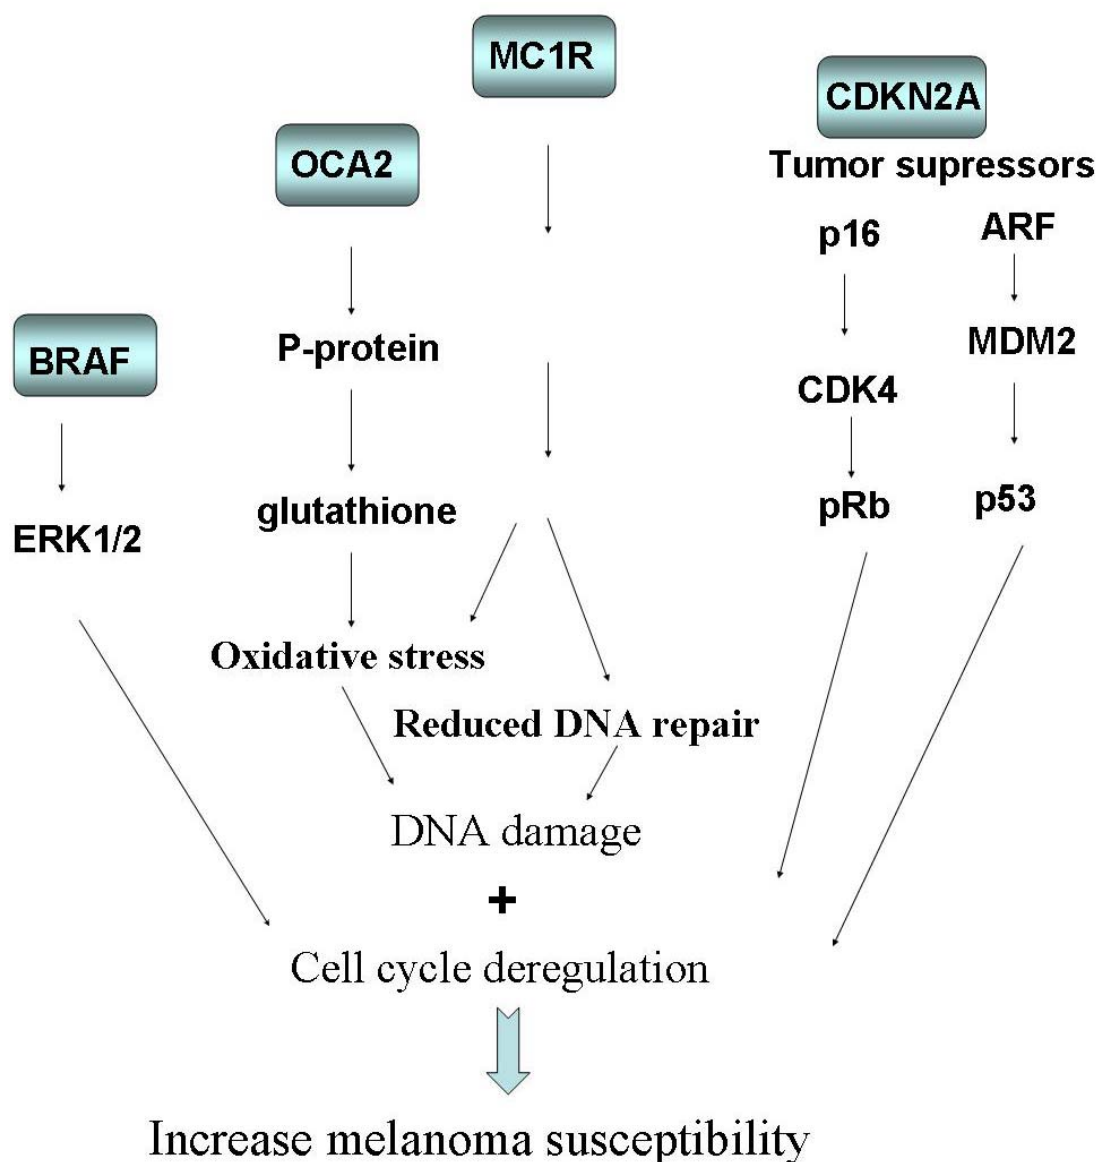 MC1R
CDKN2A
Tumor supressors
OCA2
p16
ARF
BRAF
P-protein
MDM2
CDK4
glutathione
pRb
p53
ERK1/2
Oxidative stress
Reduced DNA repair
DNA damage
+
Cell cycle deregulation
Increase melanoma susceptibility